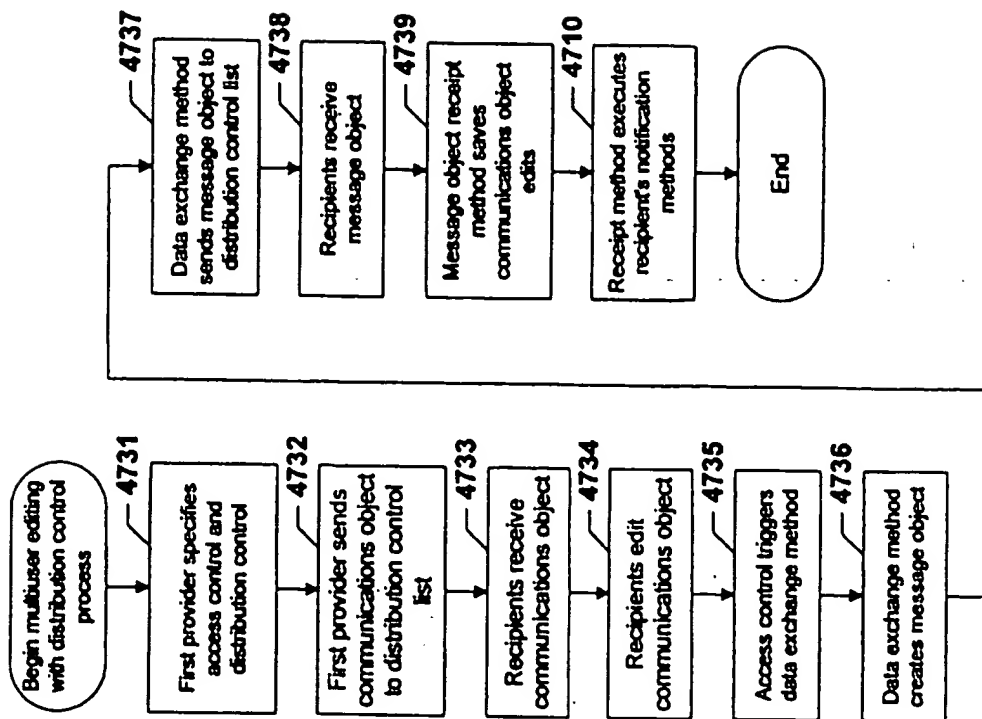 Begin multiuser editing
with distribution control
process
4731
First provider specifies
access control and
distribution control
4732
First provider sends
communications object
to distribution control
list
4733
Recipients receive
communications object
4734
Recipients edit
communications object
4735
Access control triggers
data exchange method
4736
Data exchange method
creates message object
4737
Data exchange method
sends message object to
distribution control list
4738
Recipients receive
message object
4739
Message object receipt
method saves
communications object
edits
4710
Receipt method executes
recipient's notification
methods
End